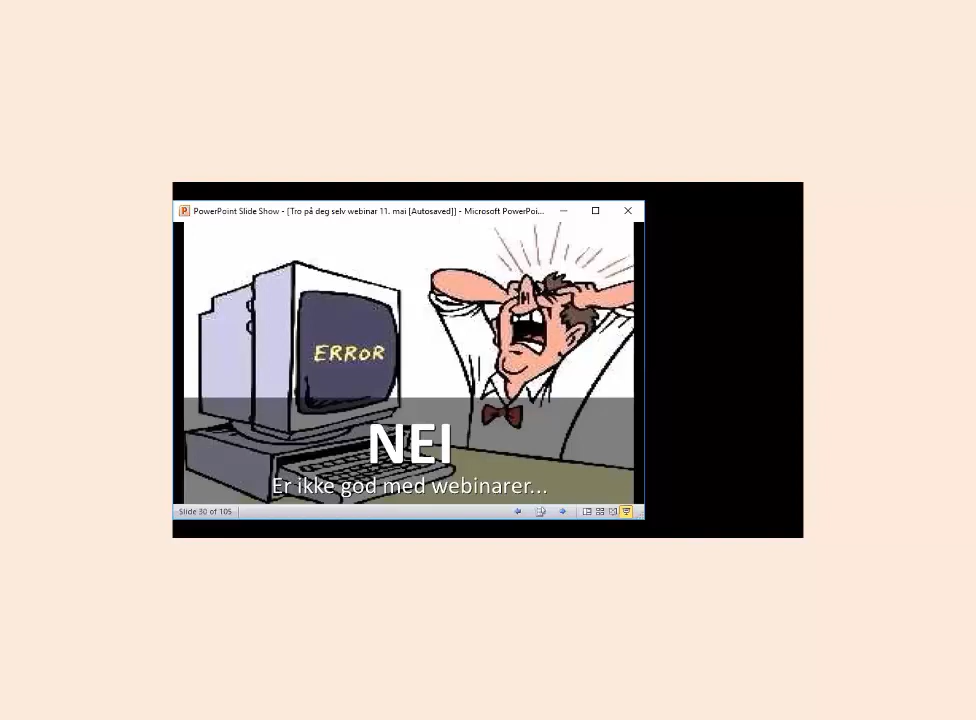 PowerPoint Slide Show - [Tro på deg selv webinar 11. mai [Autosaved]] - Microsoft PowerPoi...
ERROR
NEI
Er ikke god med webinarer...
Slide 30 of 105